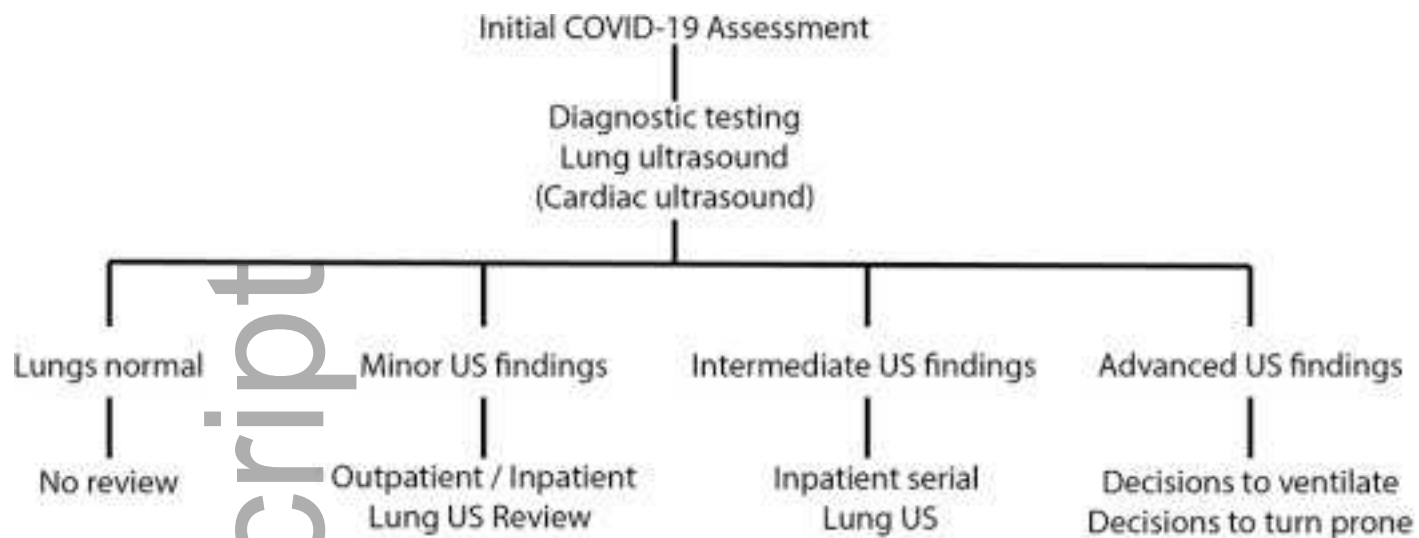 Initial COVID-19 Assessment
Diagnostic testing
Lung ultrasound
(Cardiac ultrasound)
Lungs normal
Minor US findings
Intermediate US findings
Advanced US findings
No review
Outpatient / Inpatient
Lung US Review
Inpatient serial
Lung US
Decisions to ventilate
Decisions to turn prone
cript